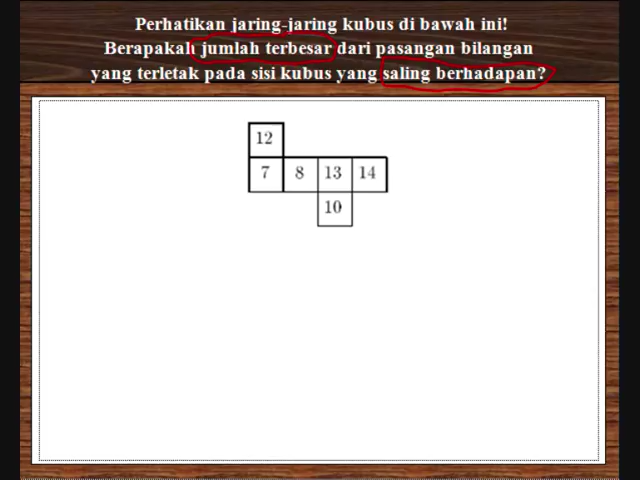 Perhatikan jaring-jaring kubus di bawah ini!
Berapakah jumlah terbesar dari pasangan bilangan
yang terletak pada sisi kubus yang saling berhadapan?
12
7 8 13 14
10